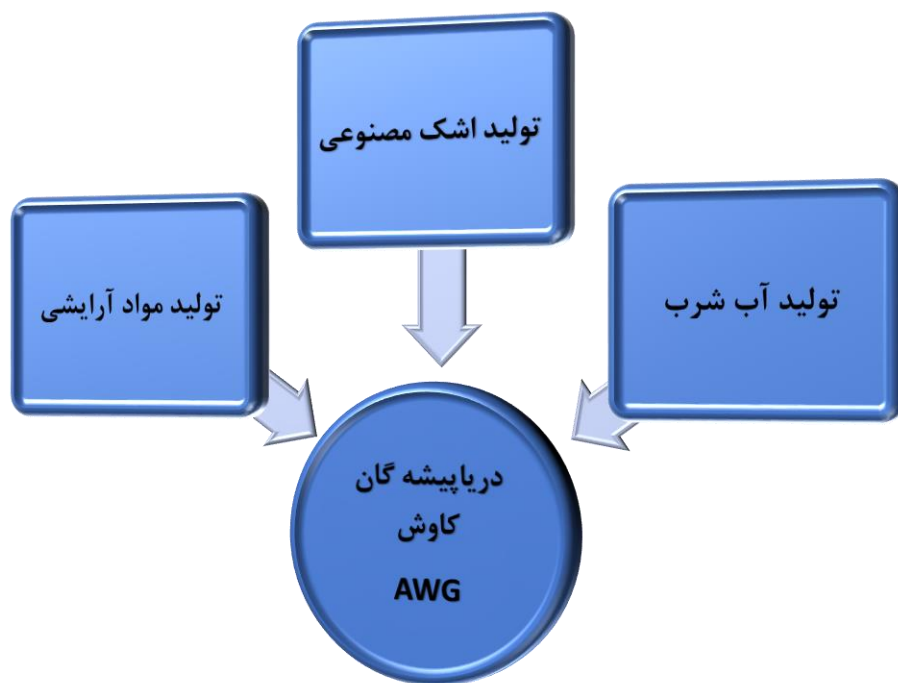 تولید اشک مصنوعی
تولید آب شرب
تولید مواد آرایشی
دریاپیشه گان
کاوش
AWG